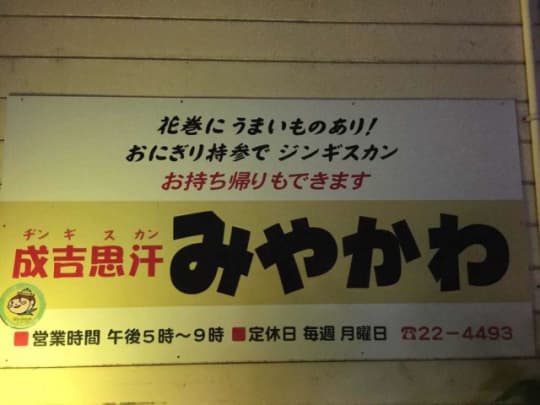 花巻にうまいものあり!
おにぎり持参で ジンギスカン
お持ち帰りもできます
ヂンギスカン
成吉思汗 みやかわ
■営業時間 午後5時〜9時 ■定休日 毎週 月曜日 ☎22-4493